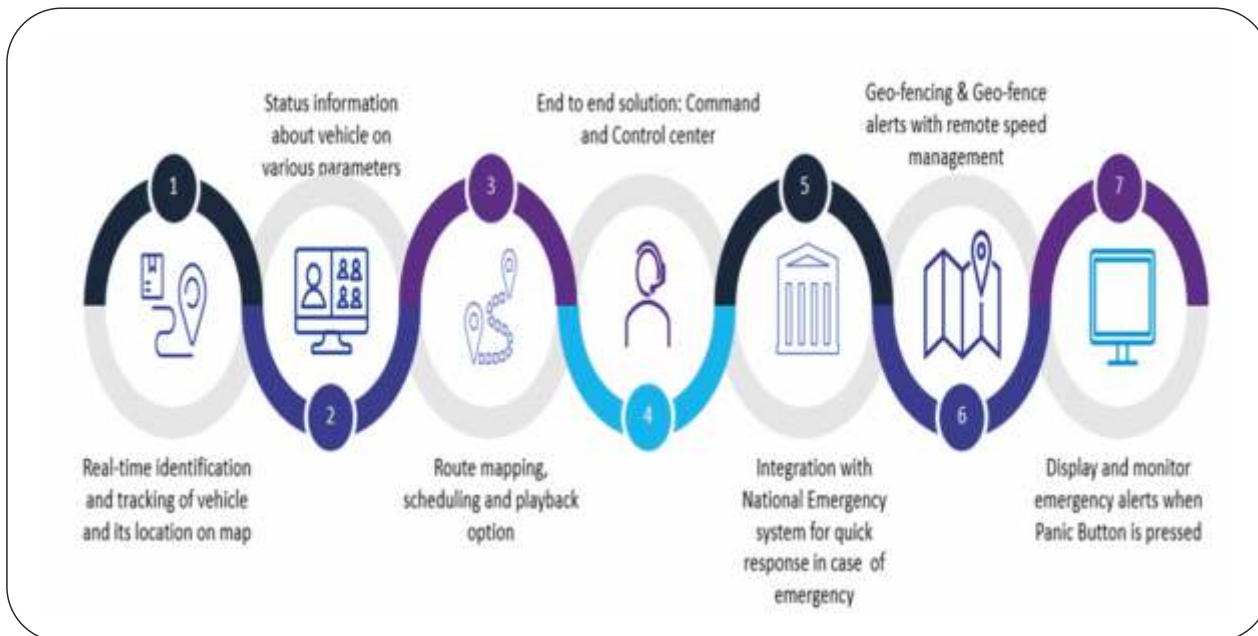 1
Real-time identification
and tracking of vehicle
and its location on map
Status information
about vehicle on
various parameters
2
3
Route mapping,
scheduling and playback
option
End to end solution: Command
and Control center
4
5
Integration with
National Emergency
system for quick
response in case of
emergency
Geo-fencing & Geo-fence
alerts with remote speed
management
6
7
Display and monitor
emergency alerts when
Panic Button is pressed